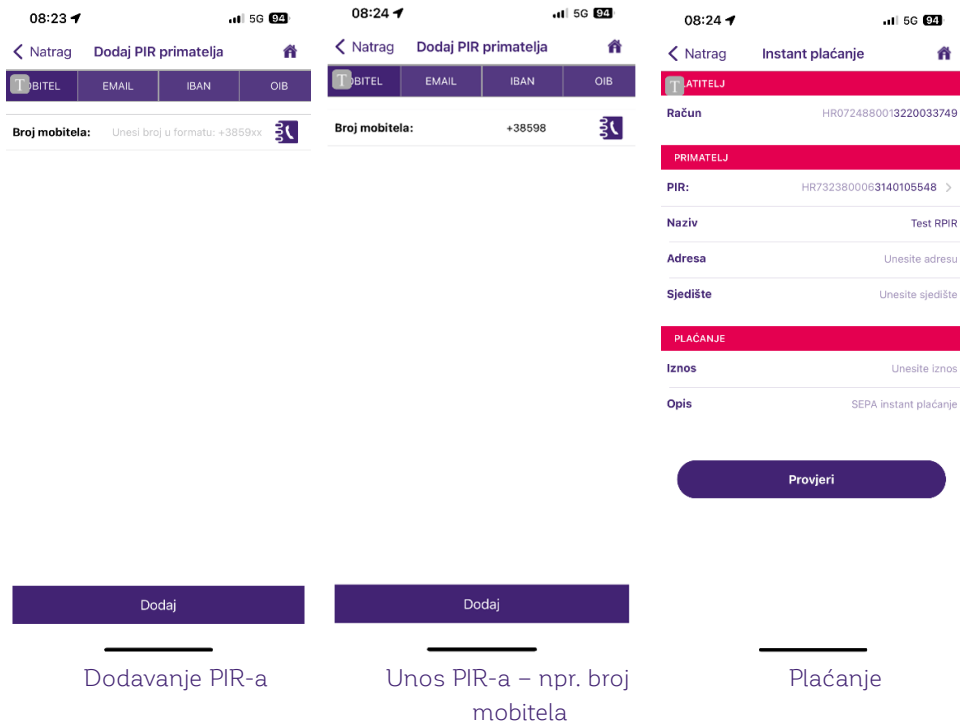 08:23
5G 94
Natrag Dodaj PIR primatelja
T OBITEL EMAIL IBAN OIB
Broj mobitela: Unesi broj u formatu: +3859xx
Dodaj
Dodavanje PIR-a
08:24
5G 94
Natrag Dodaj PIR primatelja
T OBITEL EMAIL IBAN OIB
Broj mobitela: +38598
Dodaj
Unos PIR-a – npr. broj
mobitela
08:24
5G 94
Natrag Instant plaćanje
T ATITELJ
Račun HR0724880013220033749
PRIMATELJ
PIR: HR7323800063140105548
Naziv Test RPIR
Adresa Unesite adresu
Sjedište Unesite sjedište
PLAĆANJE
Iznos Unesite iznos
Opis SEPA instant plaćanje
Provjeri
Plaćanje